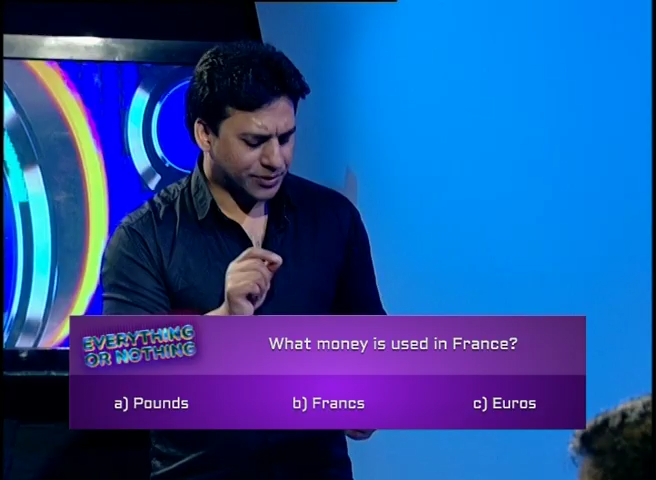 EVERYTHING
OR NOTHING
What money is used in France?
a) Pounds b) Francs c) Euros